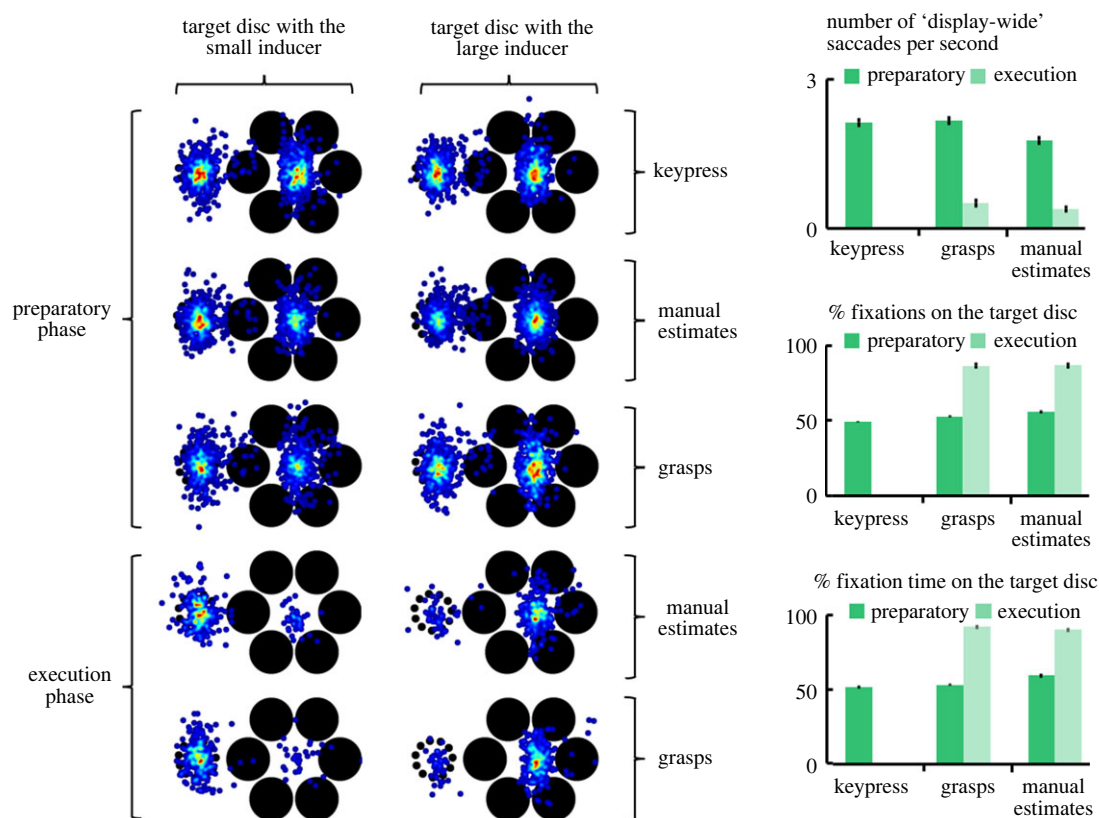 target disc with the
small inducer
target disc with the
large inducer
preparatory
phase
keypress
manual
estimates
grasps
execution
phase
manual
estimates
grasps
number of ‘display-wide’
saccades per second
preparatory execution
3
0
keypress grasps manual
estimates
% fixations on the target disc
preparatory execution
100
50
0
keypress grasps manual
estimates
% fixation time on the target disc
preparatory execution
100
50
0
keypress grasps manual
estimates